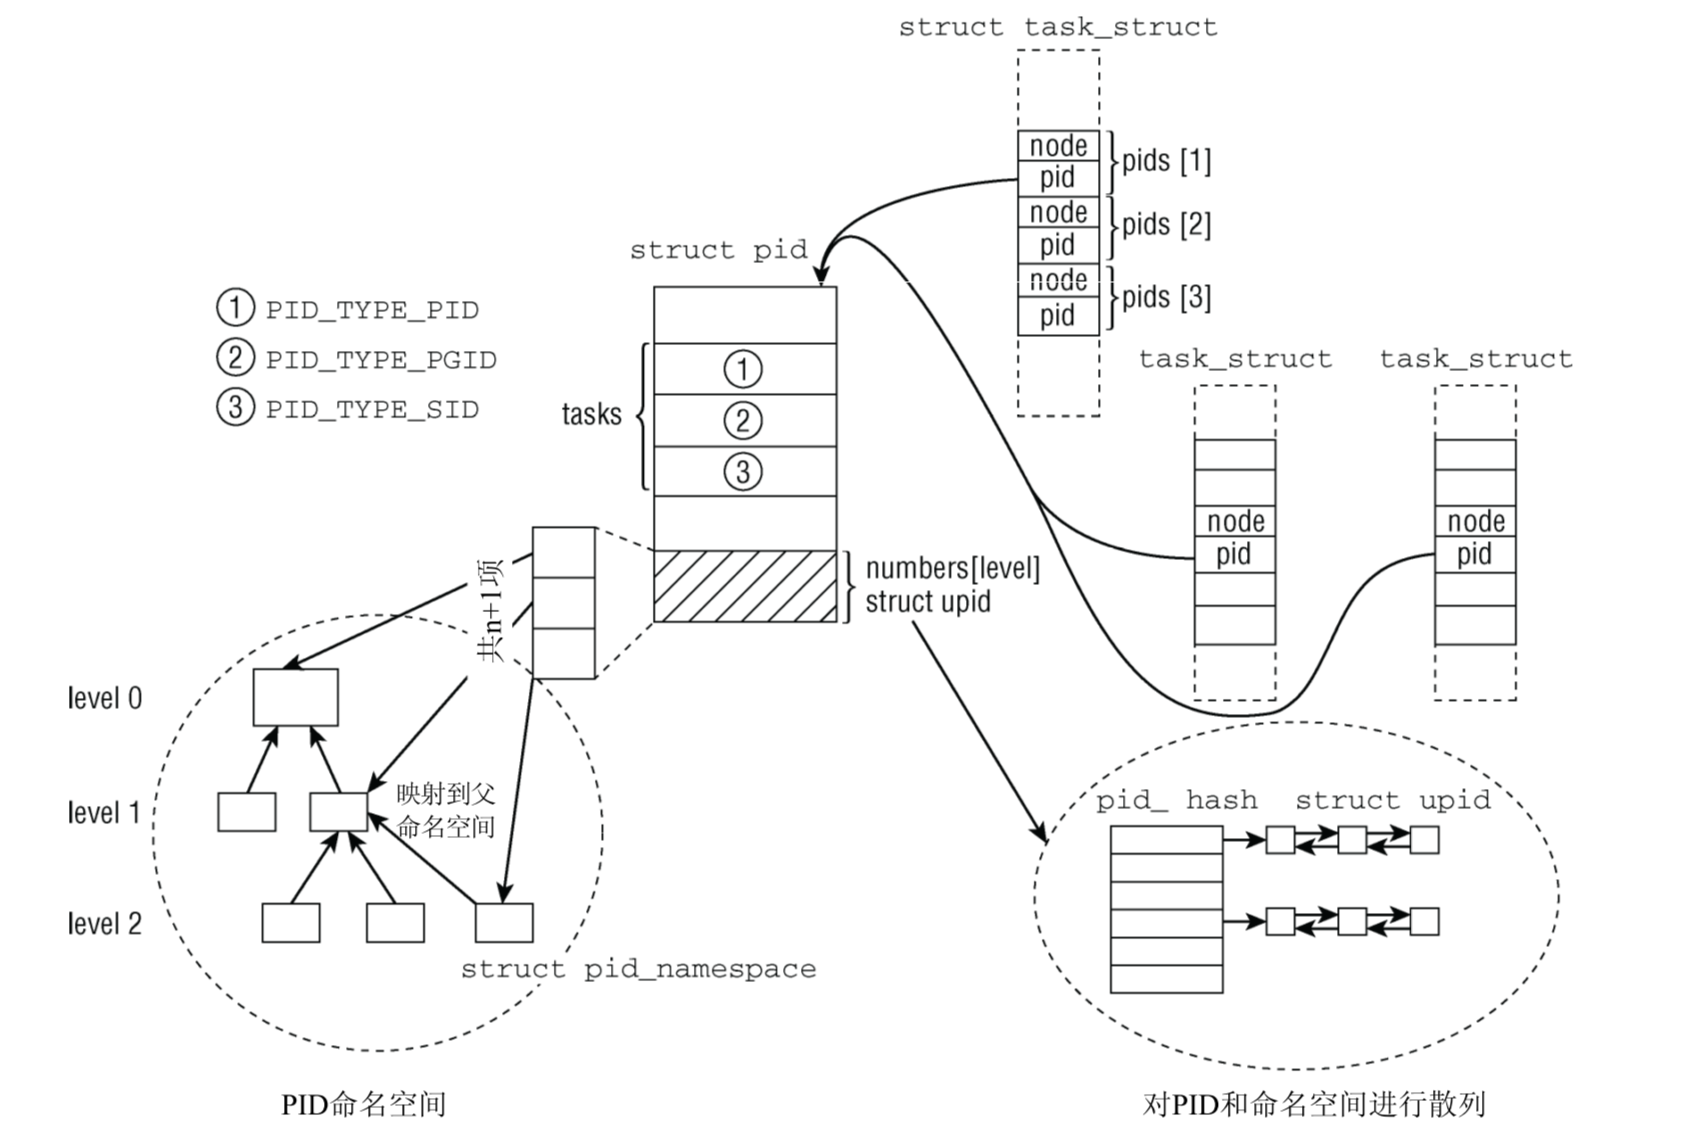 struct task_struct
node
pid
pids [1]
node
pid
pids [2]
node
pid
pids [3]
struct pid
① PID_TYPE_PID
② PID_TYPE_PGID
③ PID_TYPE_SID
tasks
①
②
③
numbers[level]
struct upid
task_struct
node
pid
task_struct
node
pid
共n+1项
level 0
level 1
level 2
映射到父
命名空间
struct pid_namespace
PID命名空间
pid_ hash
struct upid
对PID和命名空间进行散列